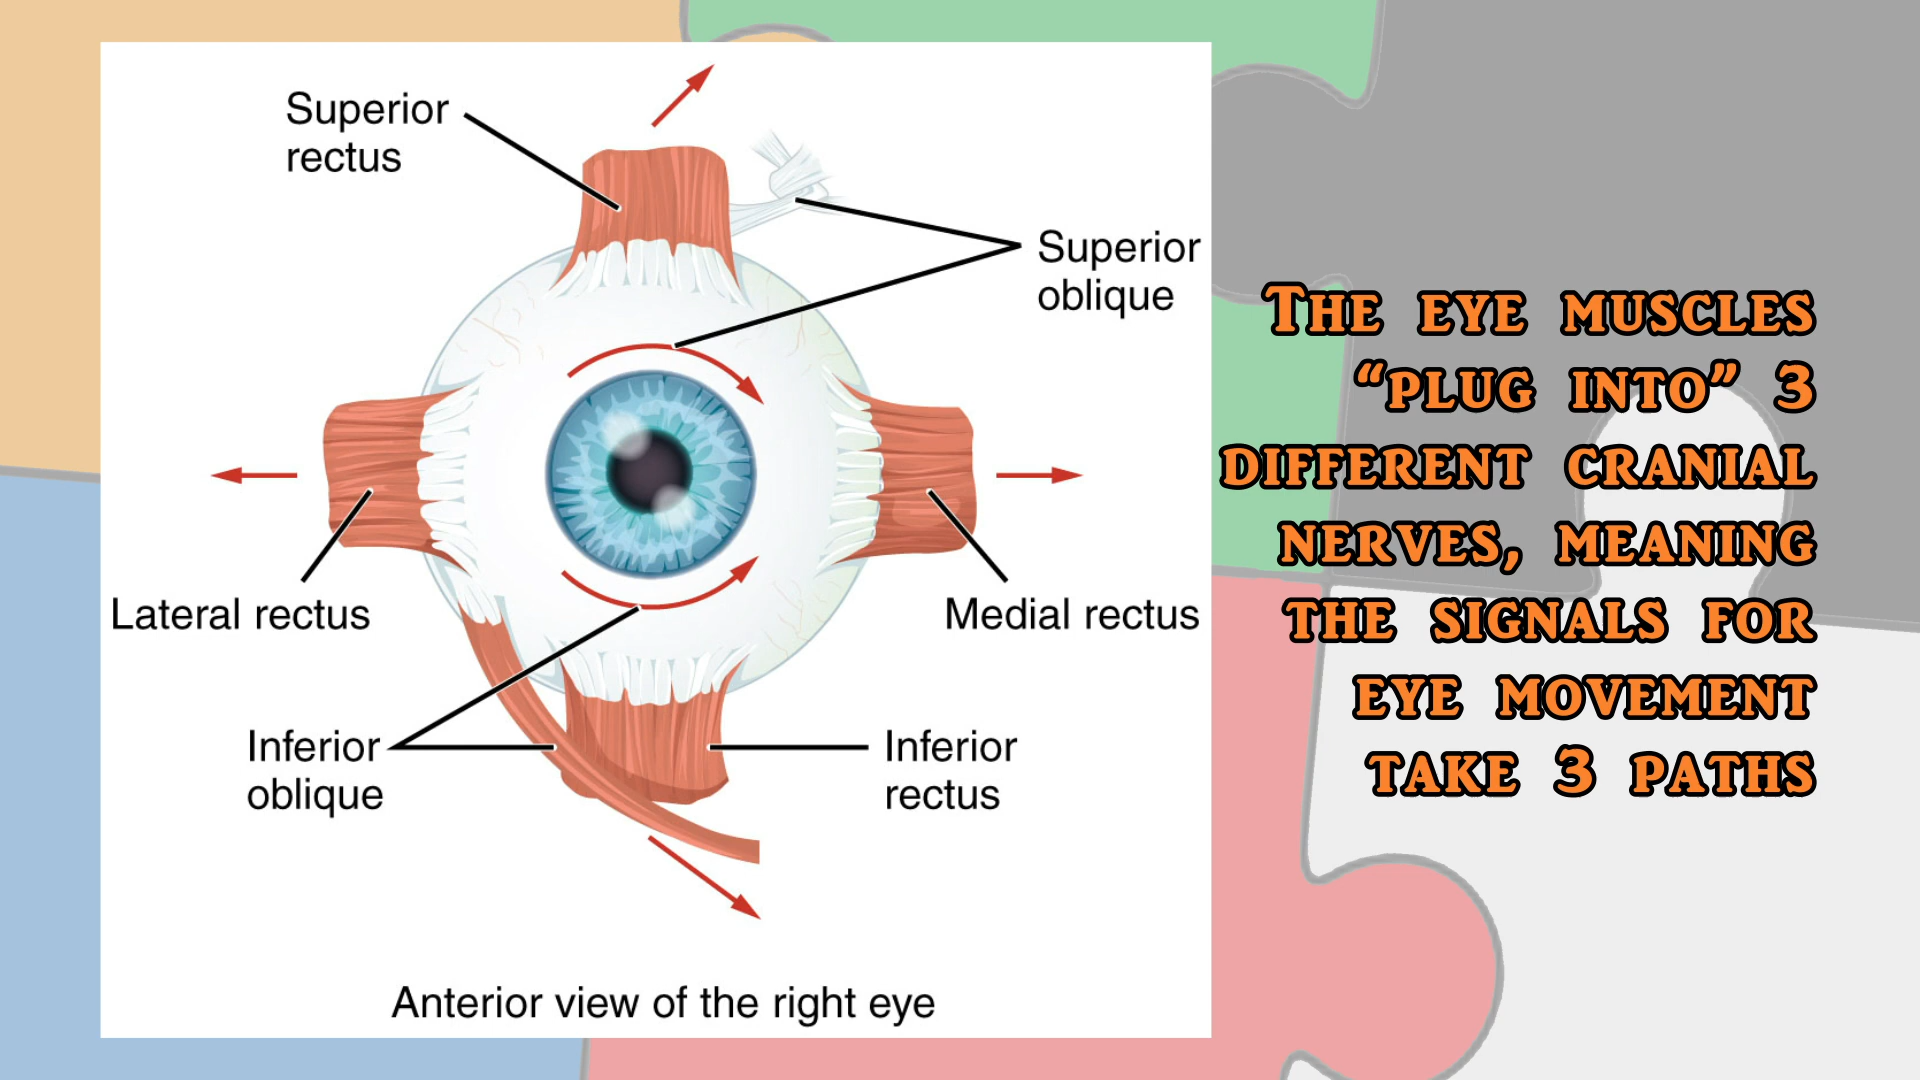 Superior
rectus
Superior
oblique
Lateral rectus
Medial rectus
Inferior
oblique
Inferior
rectus
Anterior view of the right eye
The eye muscles
“plug into” 3
different cranial
nerves, meaning
the signals for
eye movement
take 3 paths